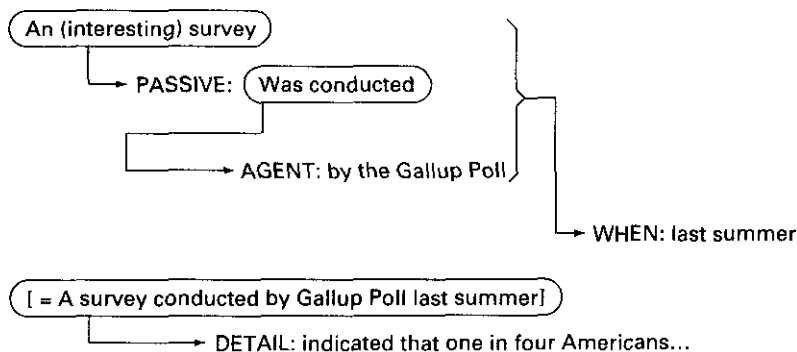 An (interesting) survey
PASSIVE: Was conducted
AGENT: by the Gallup Poll
WHEN: last summer
[ = A survey conducted by Gallup Poll last summer]
DETAIL: indicated that one in four Americans...